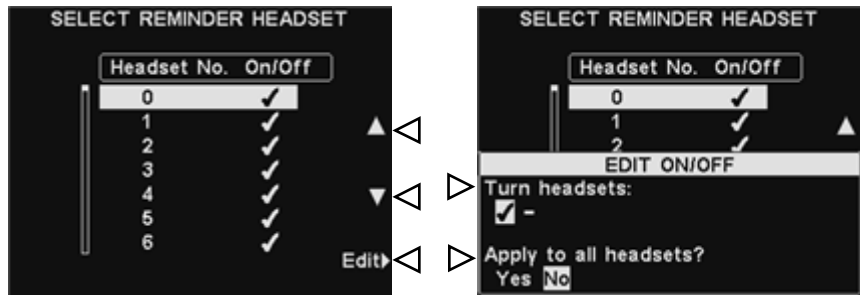 SELECT REMINDER HEADSET
Headset No. On/Off
0 ✓
1 ✓
2 ✓
3 ✓
4 ✓
5 ✓
6 ✓
Edit
SELECT REMINDER HEADSET
Headset No. On/Off
0 ✓
1 ✓
2 ✓
EDIT ON/OFF
Turn headsets:
✓ –
Apply to all headsets?
Yes No